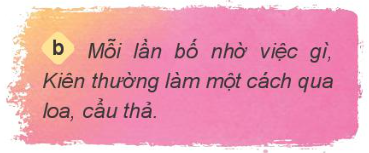 b Mỗi lần bố nhờ việc gì,
Kiên thường làm một cách qua
loa, cẩu thả.